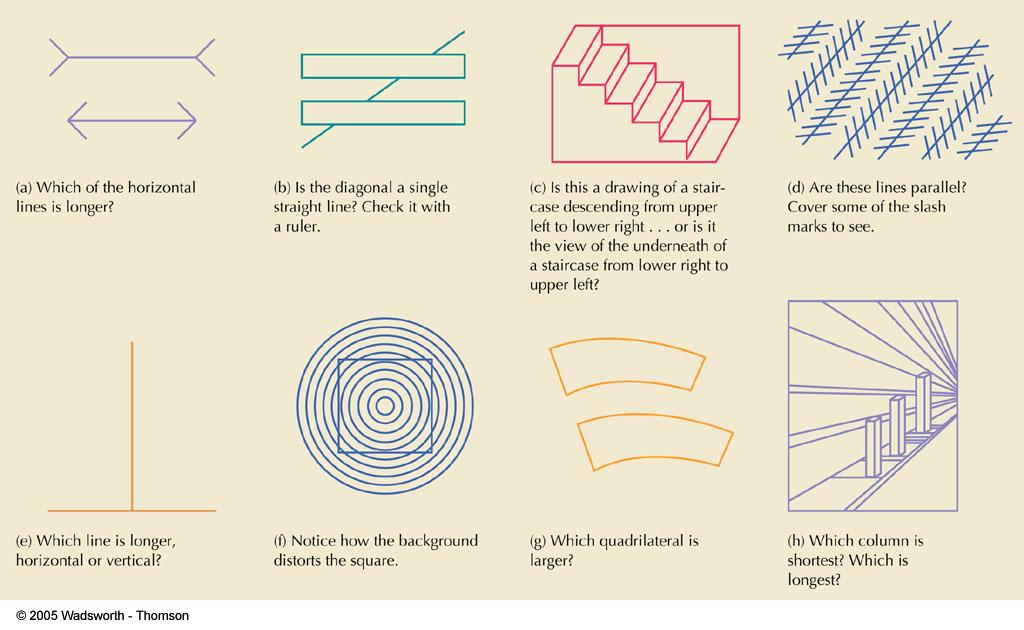 (a) Which of the horizontal
lines is longer?
(b) Is the diagonal a single
straight line? Check it with
a ruler.
(c) Is this a drawing of a stair-
case descending from upper
left to lower right . . . or is it
the view of the underneath of
a staircase from lower right to
upper left?
(d) Are these lines parallel?
Cover some of the slash
marks to see.
(e) Which line is longer,
horizontal or vertical?
(f) Notice how the background
distorts the square.
(g) Which quadrilateral is
larger?
(h) Which column is
shortest? Which is
longest?
© 2005 Wadsworth - Thomson